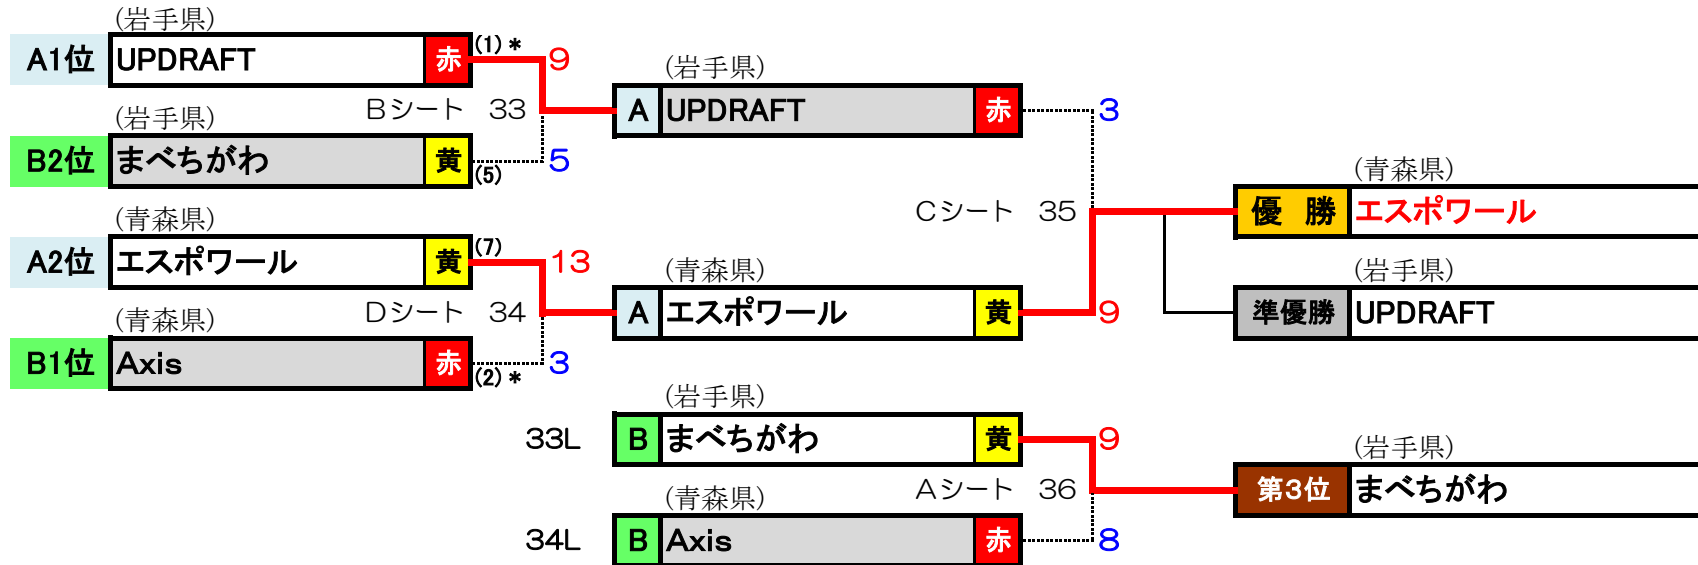 (岩手県)
A1位 UPDRAFT 赤 (1) * 9
(岩手県)
A UPDRAFT 赤 3
Bシート 33
(岩手県)
B2位 まべちがわ 黄 (5) 5
(青森県)
優 勝 エスポワール
Cシート 35
(青森県)
A2位 エスポワール 黄 (7) 13
(青森県)
A エスポワール 黄 9
Dシート 34
(岩手県)
準優勝 UPDRAFT
(青森県)
B1位 Axis 赤 (2) * 3
(岩手県)
33L B まべちがわ 黄 9
(岩手県)
第3位 まべちがわ
Aシート 36
(青森県)
34L B Axis 赤 8